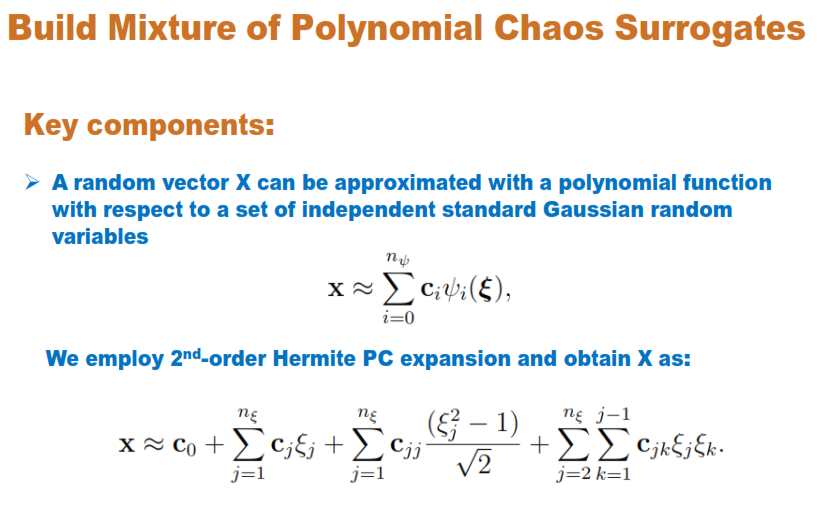 Build Mixture of Polynomial Chaos Surrogates
Key components:
➢ A random vector X can be approximated with a polynomial function
with respect to a set of independent standard Gaussian random
variables
$\mathbf{x} \approx \sum_{i=0}^{n_\psi} \mathbf{c}_i \psi_i(\boldsymbol{\xi}),$
We employ 2nd-order Hermite PC expansion and obtain X as:
$\mathbf{x} \approx \mathbf{c}_0 + \sum_{j=1}^{n_\xi} \mathbf{c}_j \xi_j + \sum_{j=1}^{n_\xi} \mathbf{c}_{jj} \frac{(\xi_j^2 - 1)}{\sqrt{2}} + \sum_{j=2}^{n_\xi} \sum_{k=1}^{j-1} \mathbf{c}_{jk} \xi_j \xi_k.$